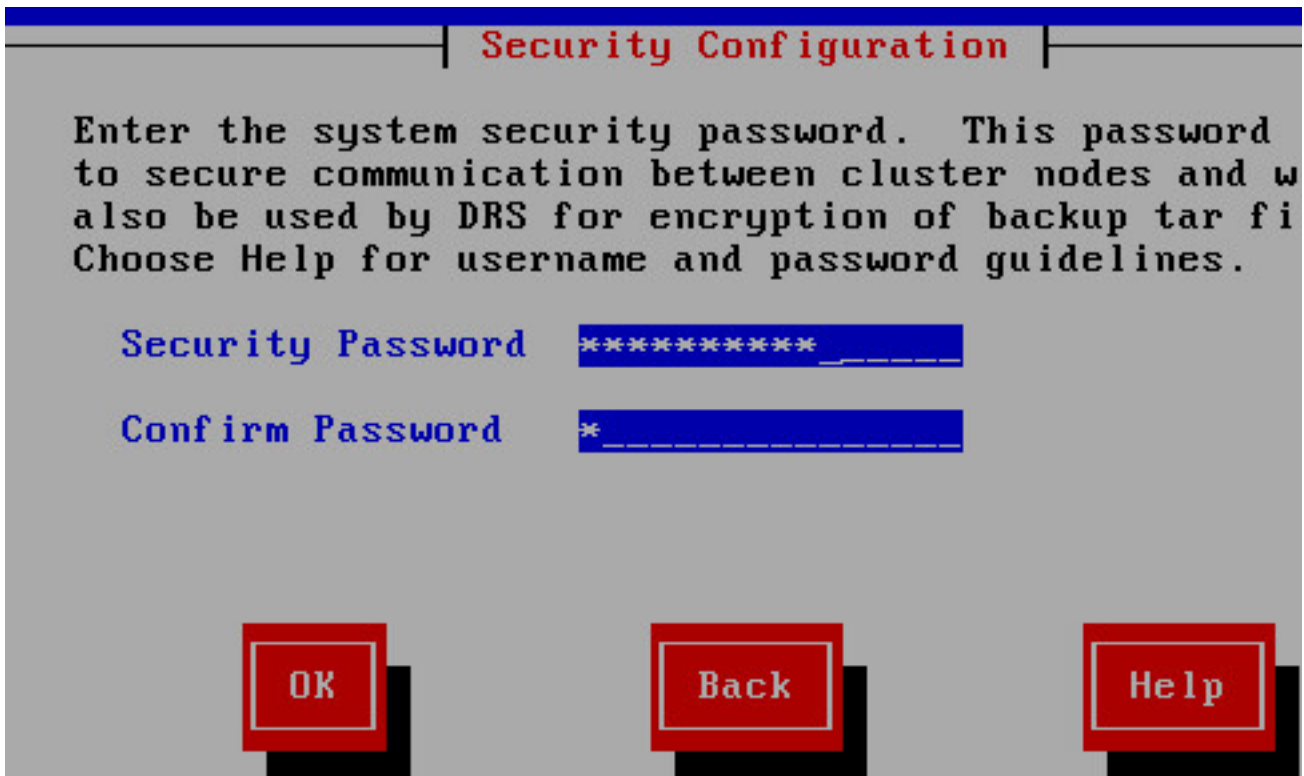 Security Configuration
Enter the system security password.  This password
to secure communication between cluster nodes and w
also be used by DRS for encryption of backup tar fi
Choose Help for username and password guidelines.
Security Password **********______
Confirm Password *_______________
OK Back Help